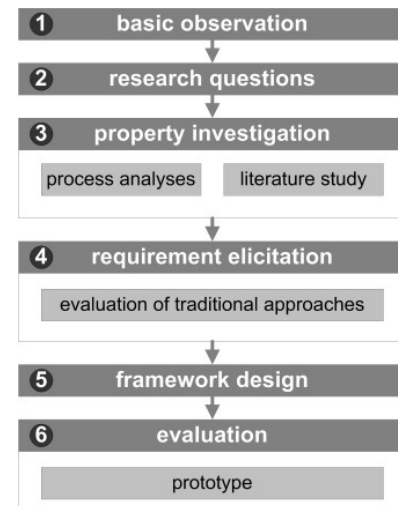 1 basic observation
2 research questions
3 property investigation
process analyses literature study
4 requirement elicitation
evaluation of traditional approaches
5 framework design
6 evaluation
prototype